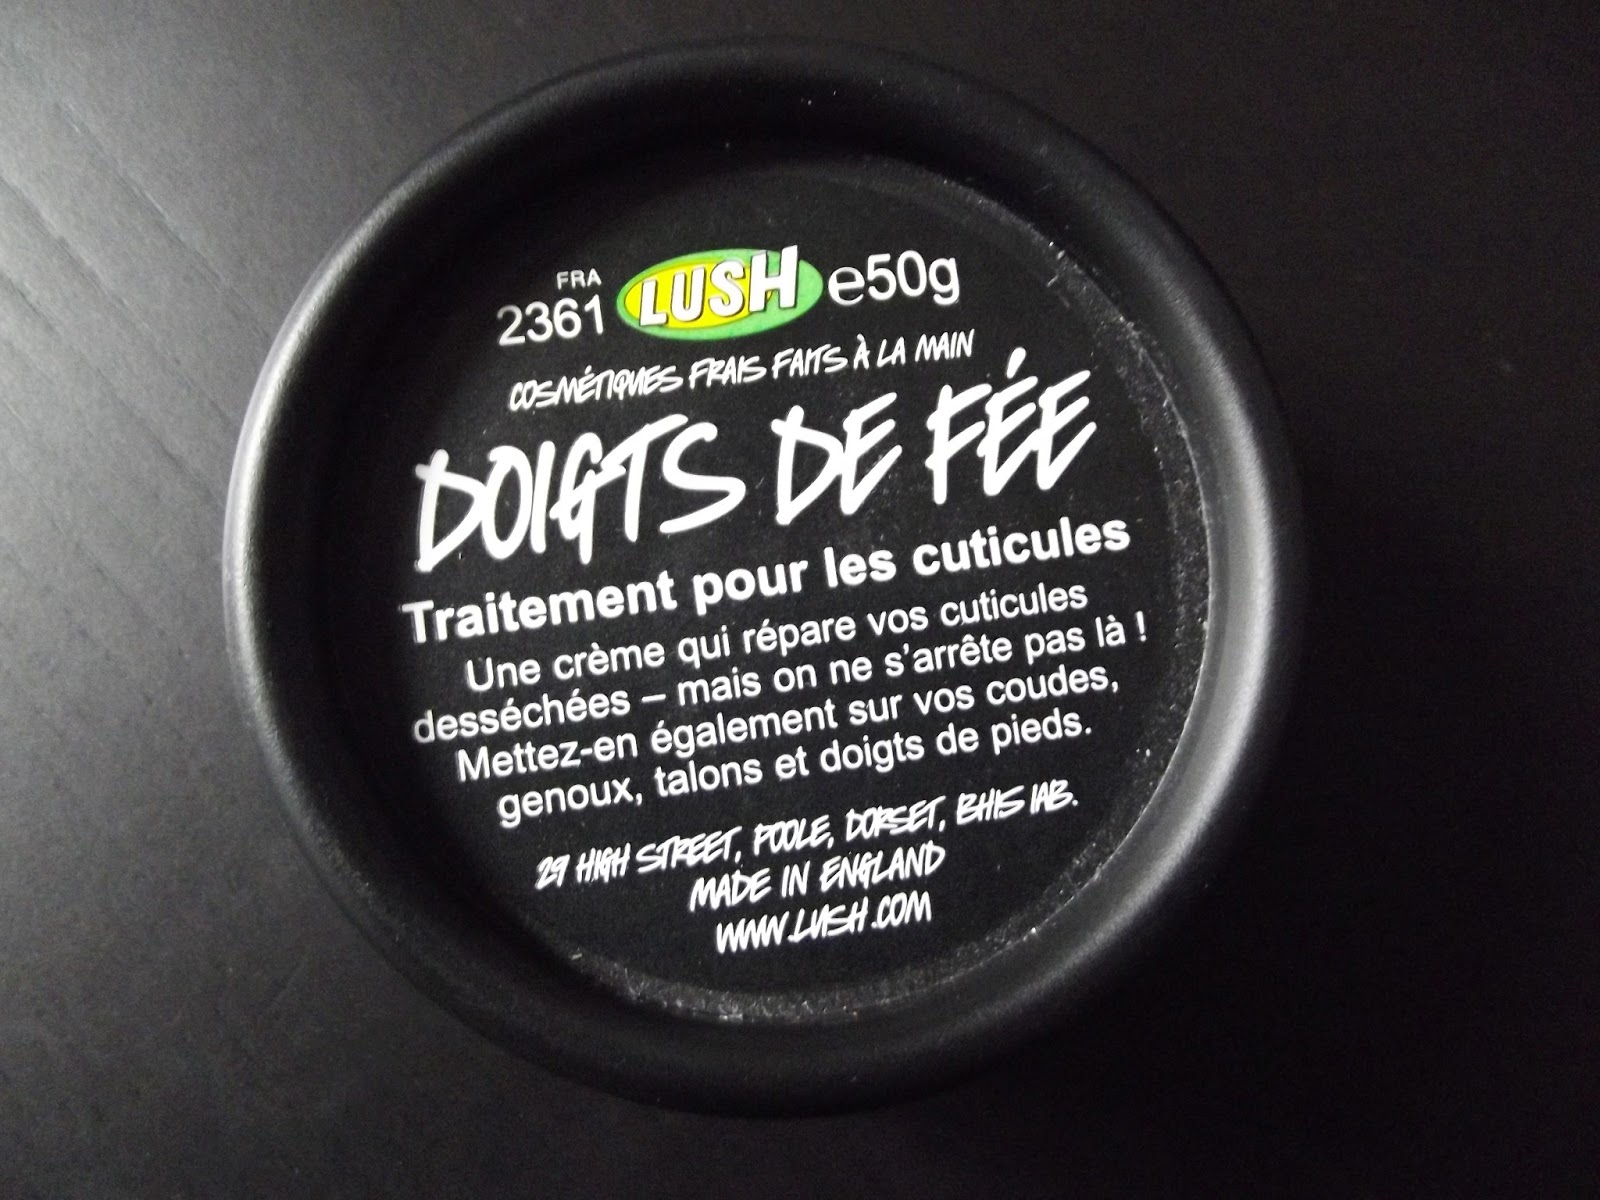 FRA
2361 LUSH e50g
COSMÉTIQUES FRAIS FAITS À LA MAIN
DOIGTS DE FÉE
Traitement pour les cuticules
Une crème qui répare vos cuticules
desséchées – mais on ne s'arrête pas là !
Mettez-en également sur vos coudes,
genoux, talons et doigts de pieds.
29 HIGH STREET, POOLE, DORSET, BH15 1AB.
MADE IN ENGLAND
WWW.LUSH.COM